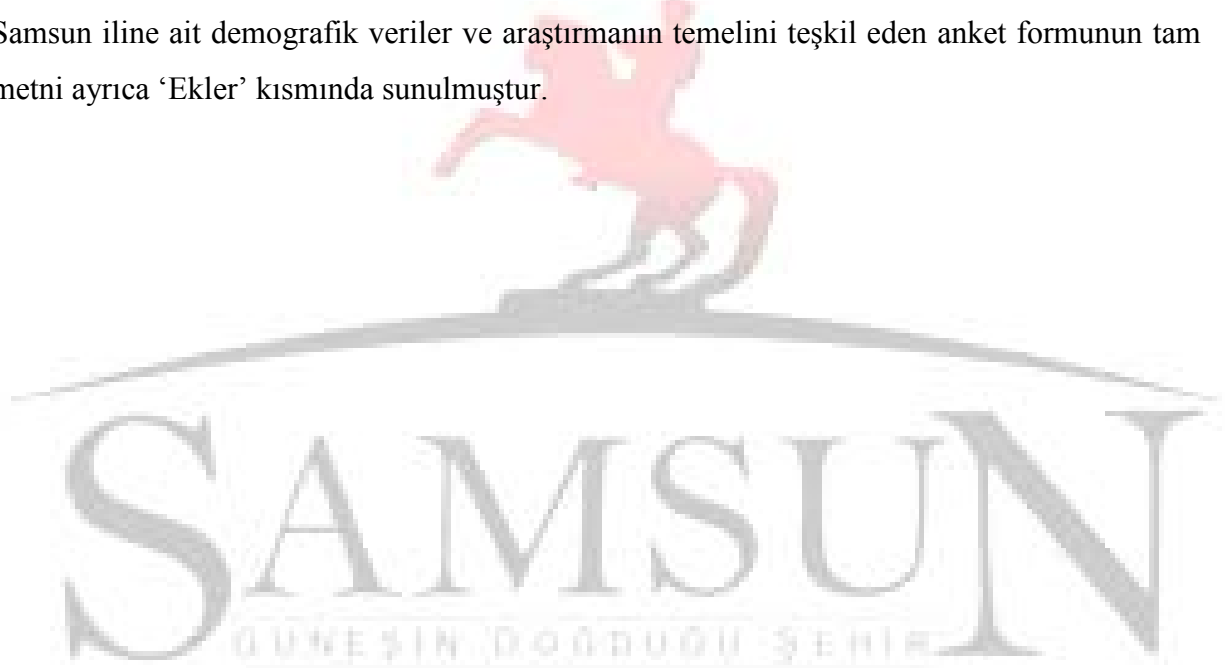 Samsun iline ait demografik veriler ve araştırmanın temelini teşkil eden anket formunun tam
metni ayrıca ‘Ekler’ kısmında sunulmuştur.
SAMSUN
GÜNEŞİN DOĞDUĞU ŞEHİR